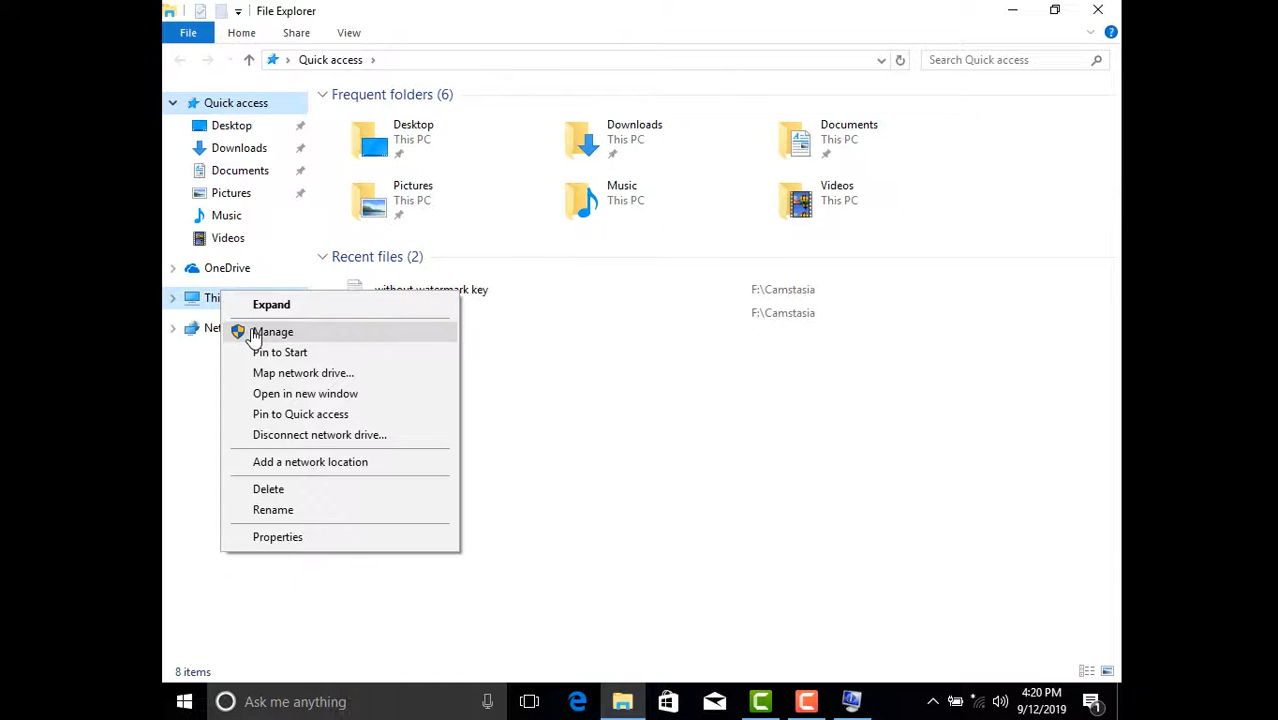 File Explorer
File
Home
Share
View
Quick access
Search Quick access
Quick access
Desktop
Downloads
Documents
Pictures
Music
Videos
OneDrive
Thi
Net
Frequent folders (6)
Desktop
This PC
Downloads
This PC
Documents
This PC
Pictures
This PC
Music
This PC
Videos
This PC
Recent files (2)
without watermark key
F:\Camstasia
F:\Camstasia
Expand
Manage
Pin to Start
Map network drive...
Open in new window
Pin to Quick access
Disconnect network drive...
Add a network location
Delete
Rename
Properties
8 items
Ask me anything
4:20 PM
9/12/2019
1